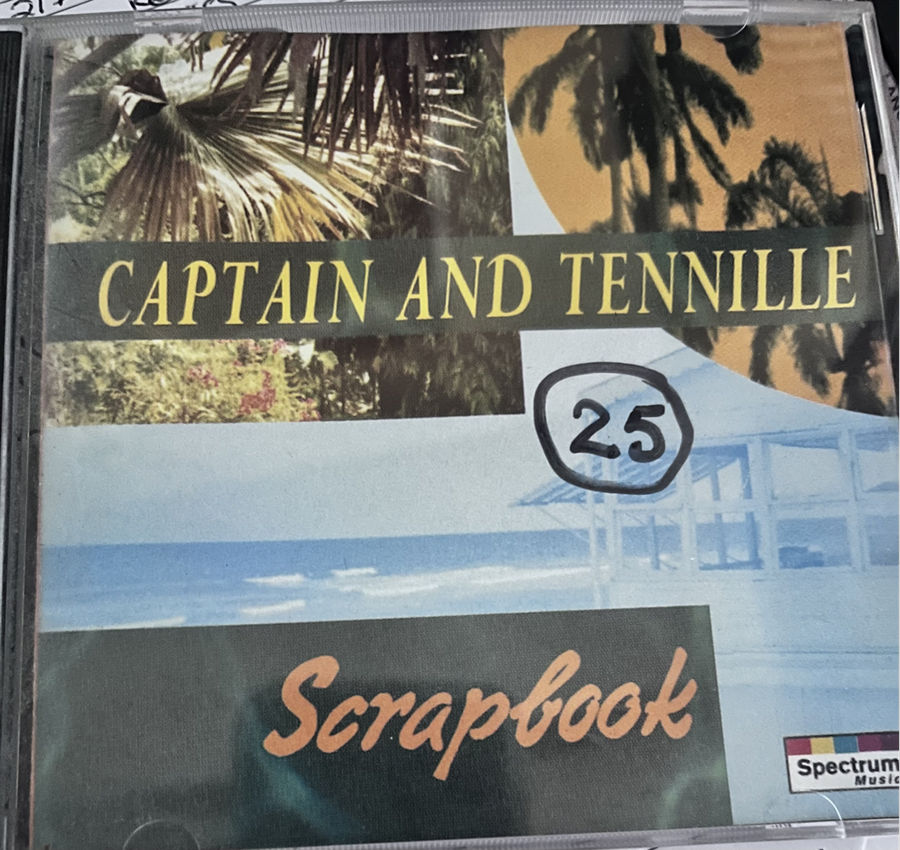 CAPTAIN AND TENNILLE
25
Scrapbook
Spectrum
Music